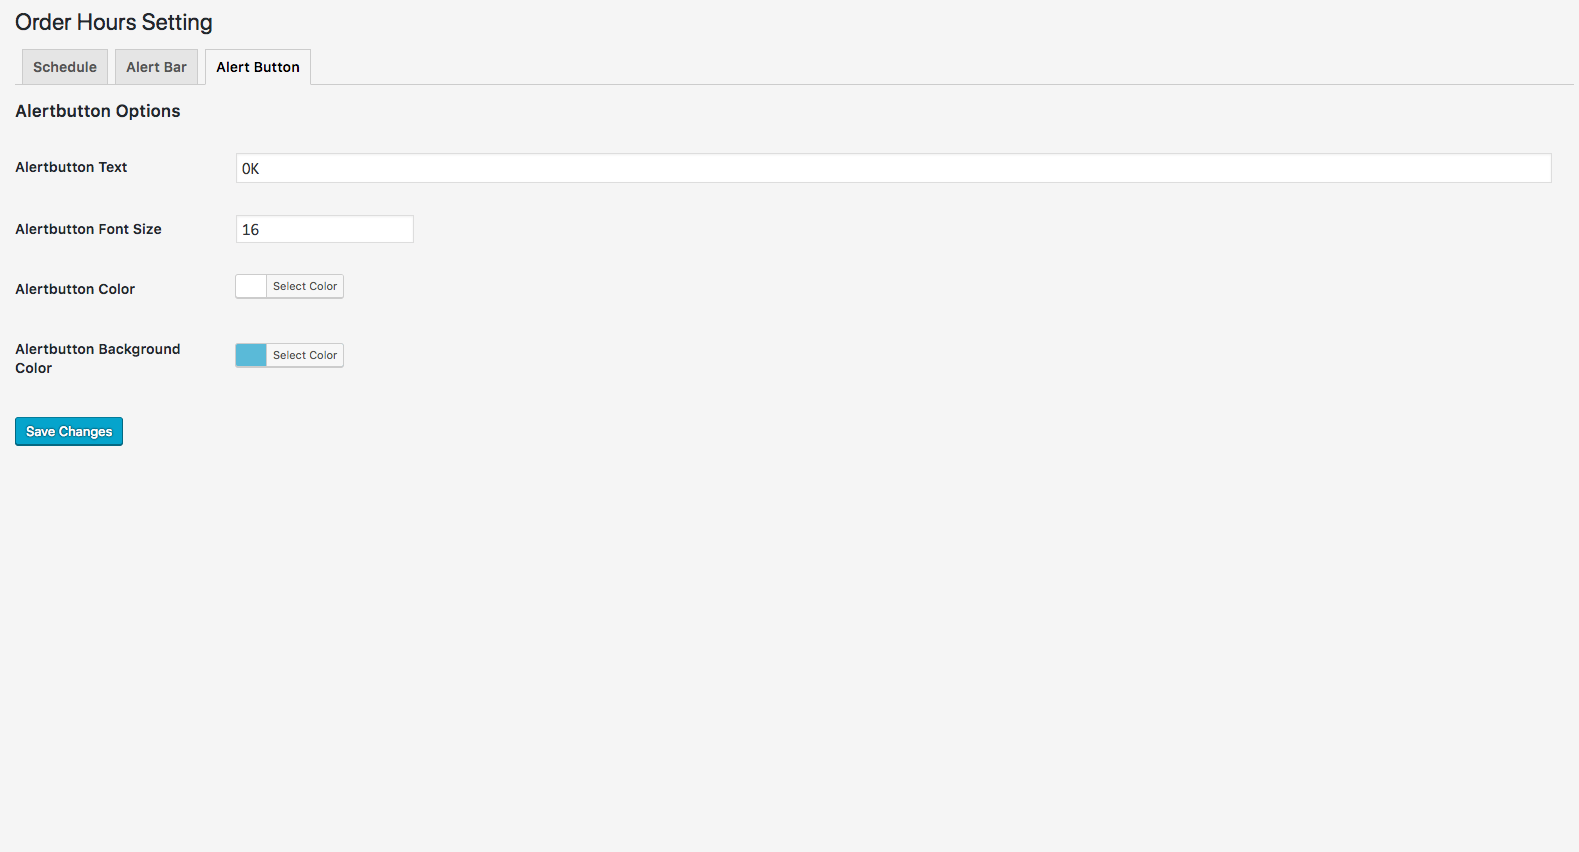 Order Hours Setting
Schedule Alert Bar Alert Button
Alertbutton Options
Alertbutton Text OK
Alertbutton Font Size 16
Alertbutton Color Select Color
Alertbutton Background Color Select Color
Save Changes